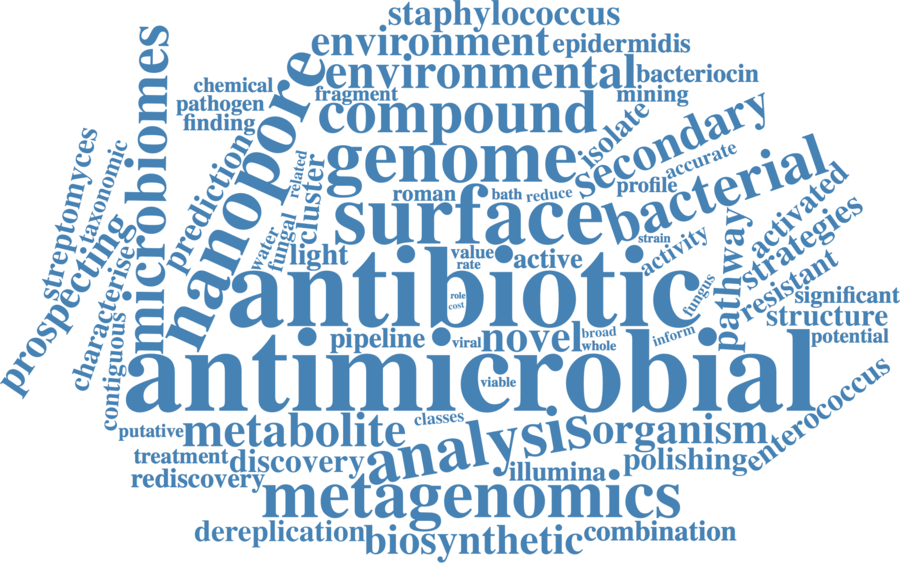 staphylococcus
environment epidermidis
environmental bacteriocin
chemical fragment mining
pathogen compound isolate
finding secondary
microbiomes nanopore genome accurate
streptomyces taxonomic prediction related cluster roman bath reduce profile
prospecting surface bacterial
water fungal light value active strain activity pathway activated
characterise rate strategies
contiguous antibiotic role fungus resistant
cost significant
pipeline viral novel broad inform structure
whole potential
antimicrobial viable
putative metabolite classes analysis organism enterococcus
treatment discovery illumina polishing
rediscovery
metagenomics
dereplication biosynthetic combination